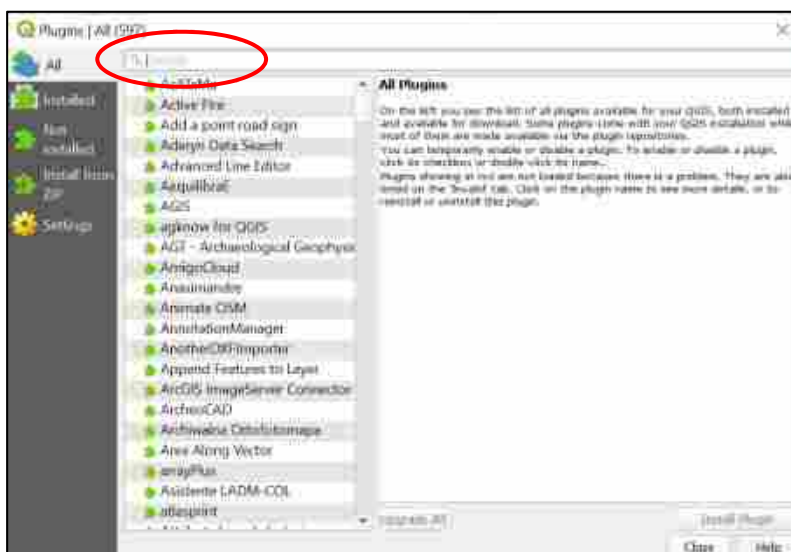 Plugins | All (592)
All
Installed
Not
installed
Install from
ZIP
Settings
Active Fire
Add a point road sign
Aderyn Data Search
Advanced Line Editor
AequilibraE
AGIS
agknow for QGIS
AGT - Archaeological Geophysics
AmigoCloud
Anaximandre
Animate OSM
AnnotationManager
AnotherDXFImporter
Append Features to Layer
ArcGIS ImageServer Connector
ArcheoCAD
Archiwalna Ortofotomapa
Area Along Vector
arrayPlus
Asistente LADM-COL
atlasprint
All Plugins
On the left you see the list of all plugins available for your QGIS, both installed
and available for download. Some plugins come with your QGIS installation while
most of them are made available via the plugin repositories.
You can temporarily enable or disable a plugin. To enable or disable a plugin,
click its checkbox or double-click its name...
Plugins showing in red are not loaded because there is a problem. They are also
listed on the 'Invalid' tab. Click on the plugin name to see more details, or to
reinstall or uninstall this plugin.
Upgrade All
Install Plugin
Close
Help